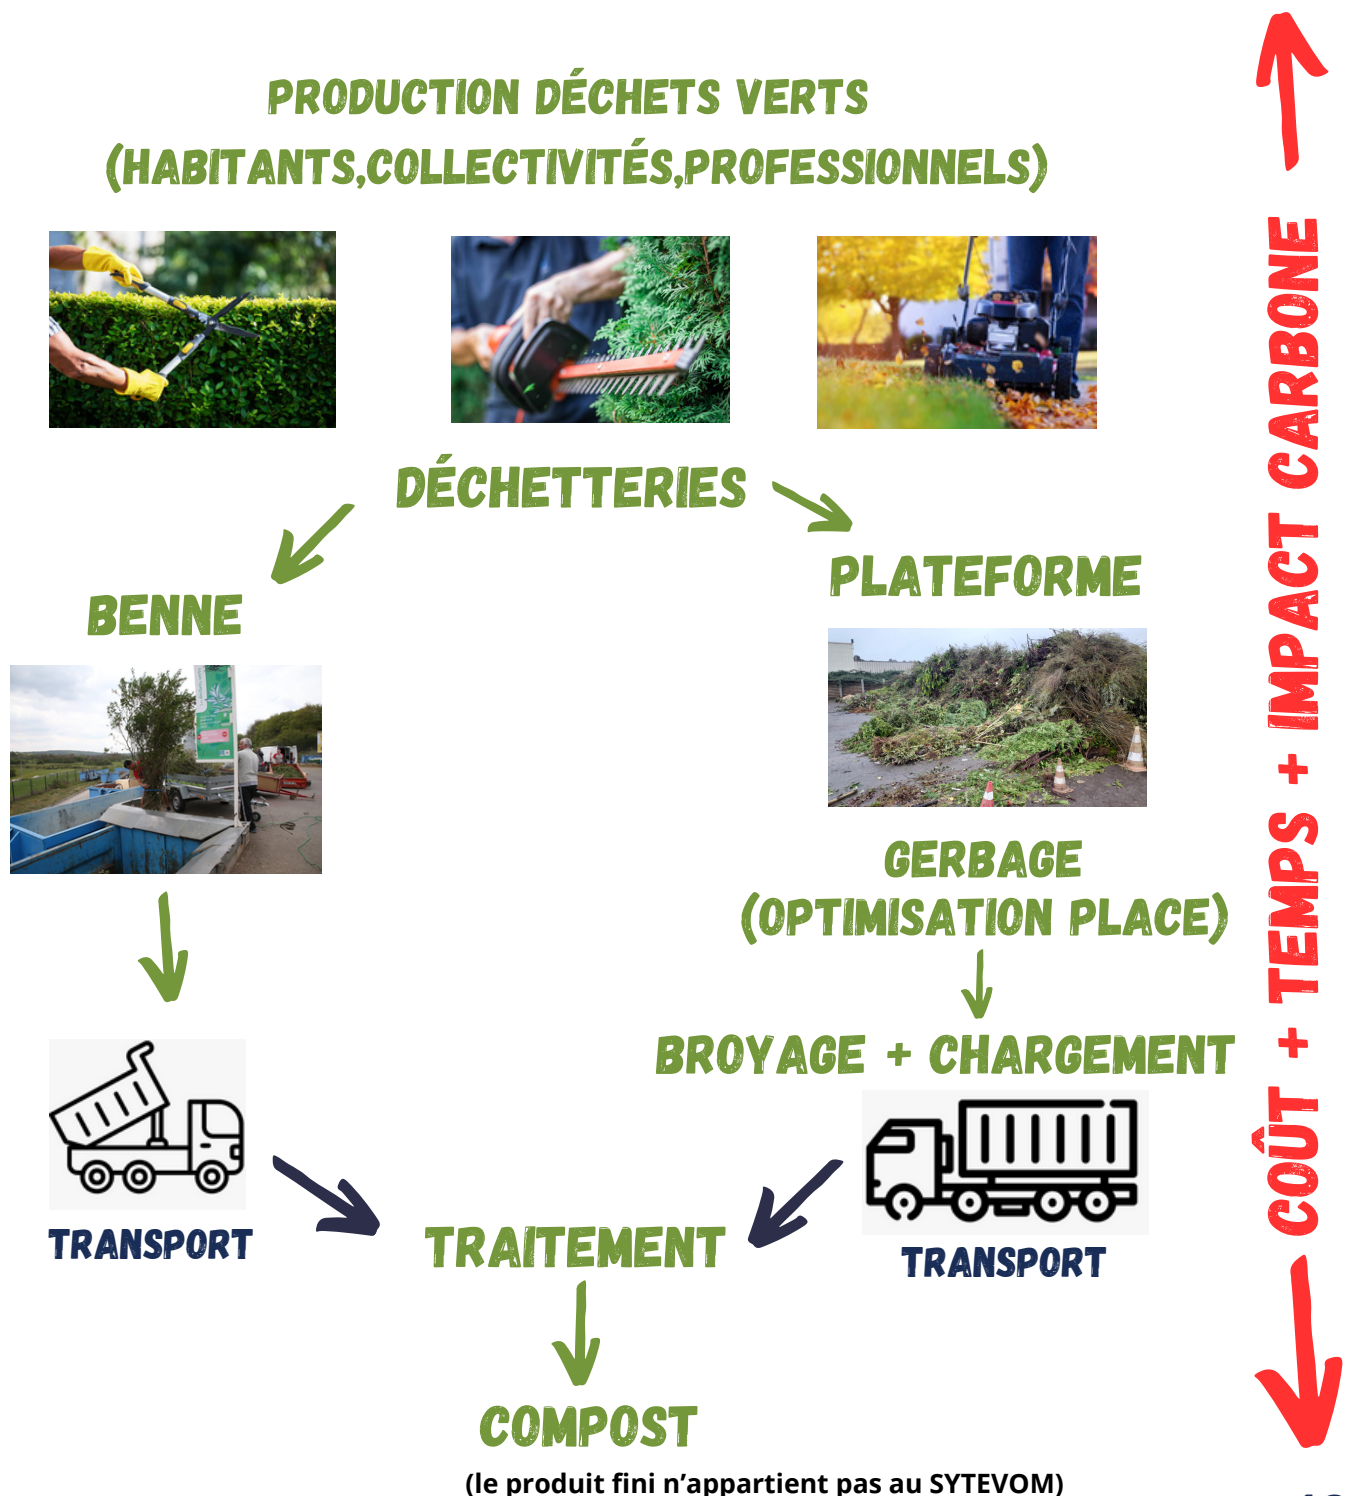 PRODUCTION DÉCHETS VERTS
(HABITANTS,COLLECTIVITÉS,PROFESSIONNELS)
DÉCHETTERIES
BENNE
PLATEFORME
GERBAGE
(OPTIMISATION PLACE)
BROYAGE + CHARGEMENT
TRANSPORT
TRAITEMENT
TRANSPORT
COMPOST
(le produit fini n’appartient pas au SYTEVOM)
COÛT + TEMPS + IMPACT CARBONE